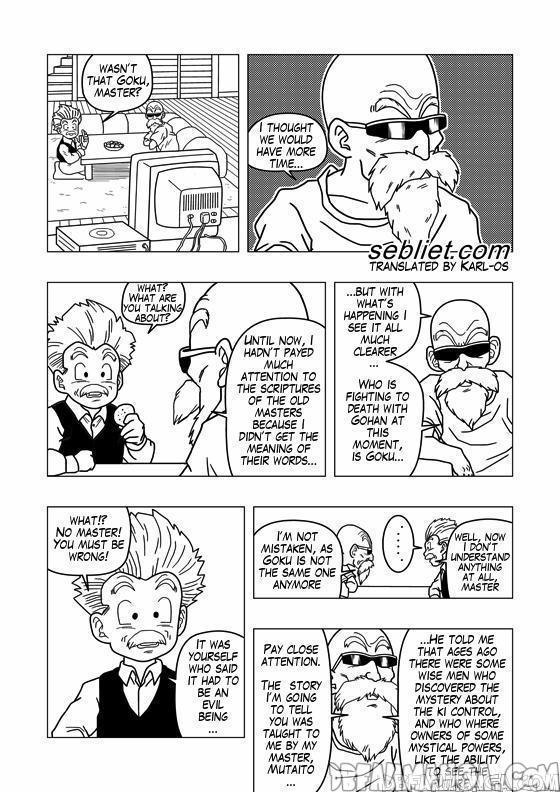 WASN'T
THAT GOKU,
MASTER?
I THOUGHT
WE WOULD
HAVE MORE
TIME...
sebliet.com
TRANSLATED BY KARL-OS
WHAT?
WHAT ARE
YOU TALKING
ABOUT?
UNTIL NOW, I
HADN'T PAYED
MUCH
ATTENTION TO
THE SCRIPTURES
OF THE OLD
MASTERS
BECAUSE I
DIDN'T GET THE
MEANING OF
THEIR WORDS...
...BUT WITH
WHAT'S
HAPPENING I
SEE IT ALL
MUCH
CLEARER
...
WHO IS
FIGHTING TO
DEATH WITH
GOHAN AT
THIS
MOMENT,
IS GOKU...
WHAT!?
NO MASTER!
YOU MUST BE
WRONG!
IT WAS
YOURSELF
WHO SAID
IT HAD TO
BE AN
EVIL
BEING
...
I'M NOT
MISTAKEN, AS
GOKU IS NOT
THE SAME ONE
ANYMORE
......
WELL, NOW
I DON'T
UNDERSTAND
ANYTHING
AT ALL,
MASTER
PAY CLOSE
ATTENTION.
THE STORY
I'M GOING
TO TELL
YOU WAS
TAUGHT TO
ME BY MY
MASTER,
MUTAITO
...
...HE TOLD ME
THAT AGES AGO
THERE WERE SOME
WISE MEN WHO
DISCOVERED THE
MYSTERY ABOUT
THE KI CONTROL,
AND WHO WHERE
OWNERS OF SOME
MYSTICAL POWERS,
LIKE THE ABILITY
TO SEE THE